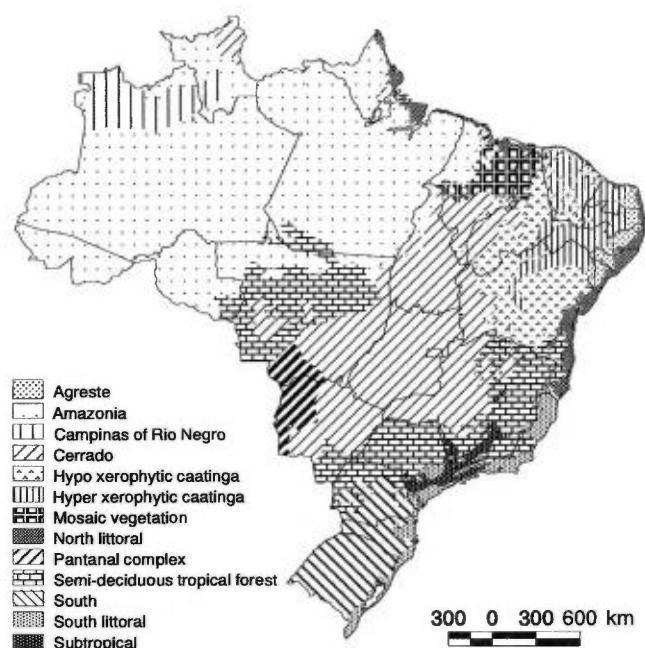 Agreste
Amazonia
Campinas of Rio Negro
Cerrado
Hypo xerophytic caatinga
Hyper xerophytic caatinga
Mosaic vegetation
North littoral
Pantanal complex
Semi-deciduous tropical forest
South
South littoral
Subtropical
300 0 300 600 km